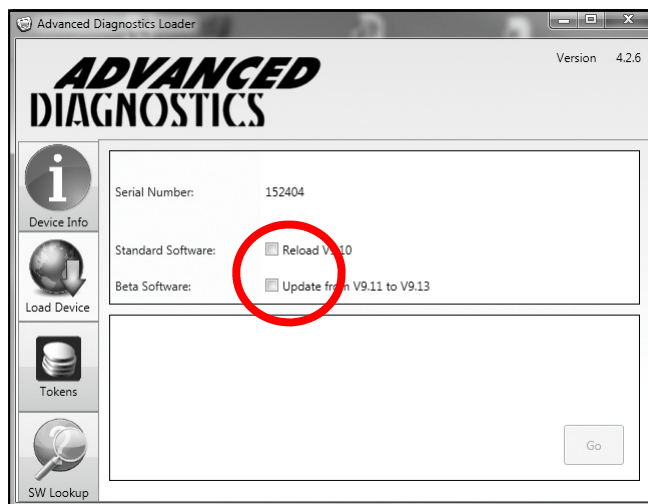 Advanced Diagnostics Loader
Version 4.2.6
ADVANCED
DIAGNOSTICS
Device Info
Serial Number: 152404
Standard Software: Reload V9.10
Beta Software: Update from V9.11 to V9.13
Load Device
Tokens
Go
SW Lookup